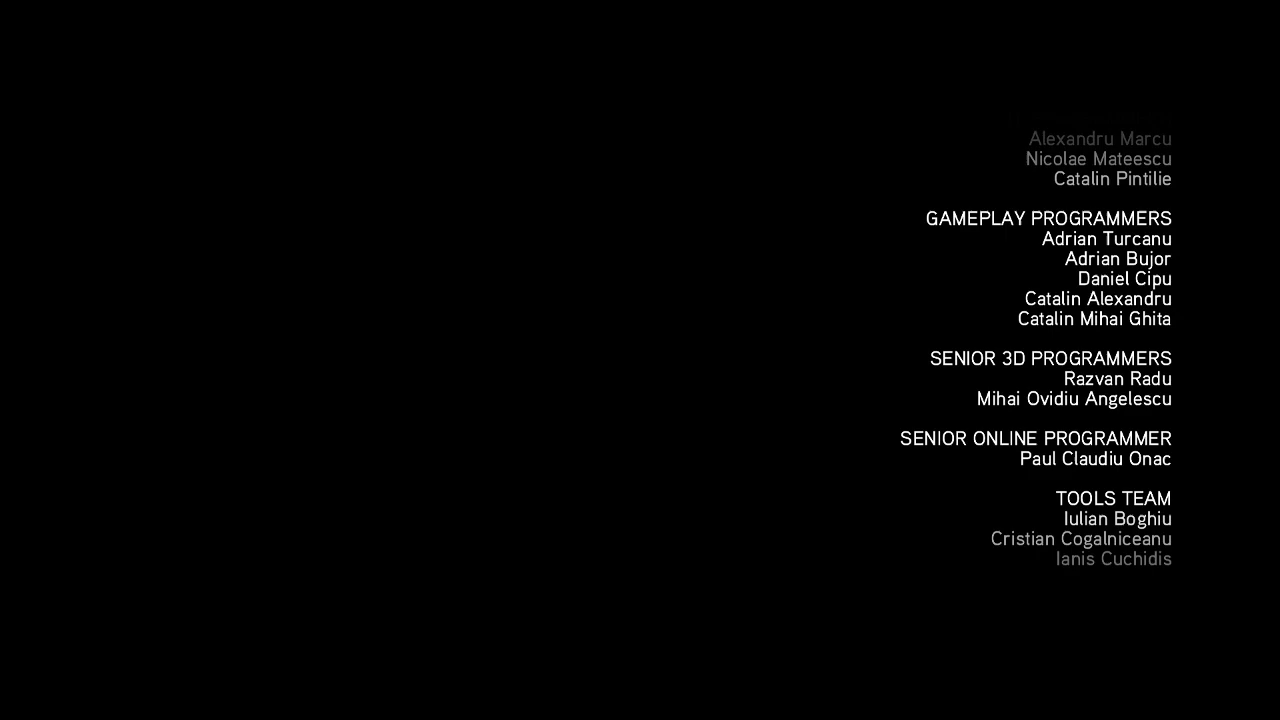 Alexandru Marcu
Nicolae Mateescu
Catalin Pintilie
GAMEPLAY PROGRAMMERS
Adrian Turcanu
Adrian Bujor
Daniel Cipu
Catalin Alexandru
Catalin Mihai Ghita
SENIOR 3D PROGRAMMERS
Razvan Radu
Mihai Ovidiu Angelescu
SENIOR ONLINE PROGRAMMER
Paul Claudiu Onac
TOOLS TEAM
Iulian Boghiu
Cristian Cogalniceanu
Ianis Cuchidis